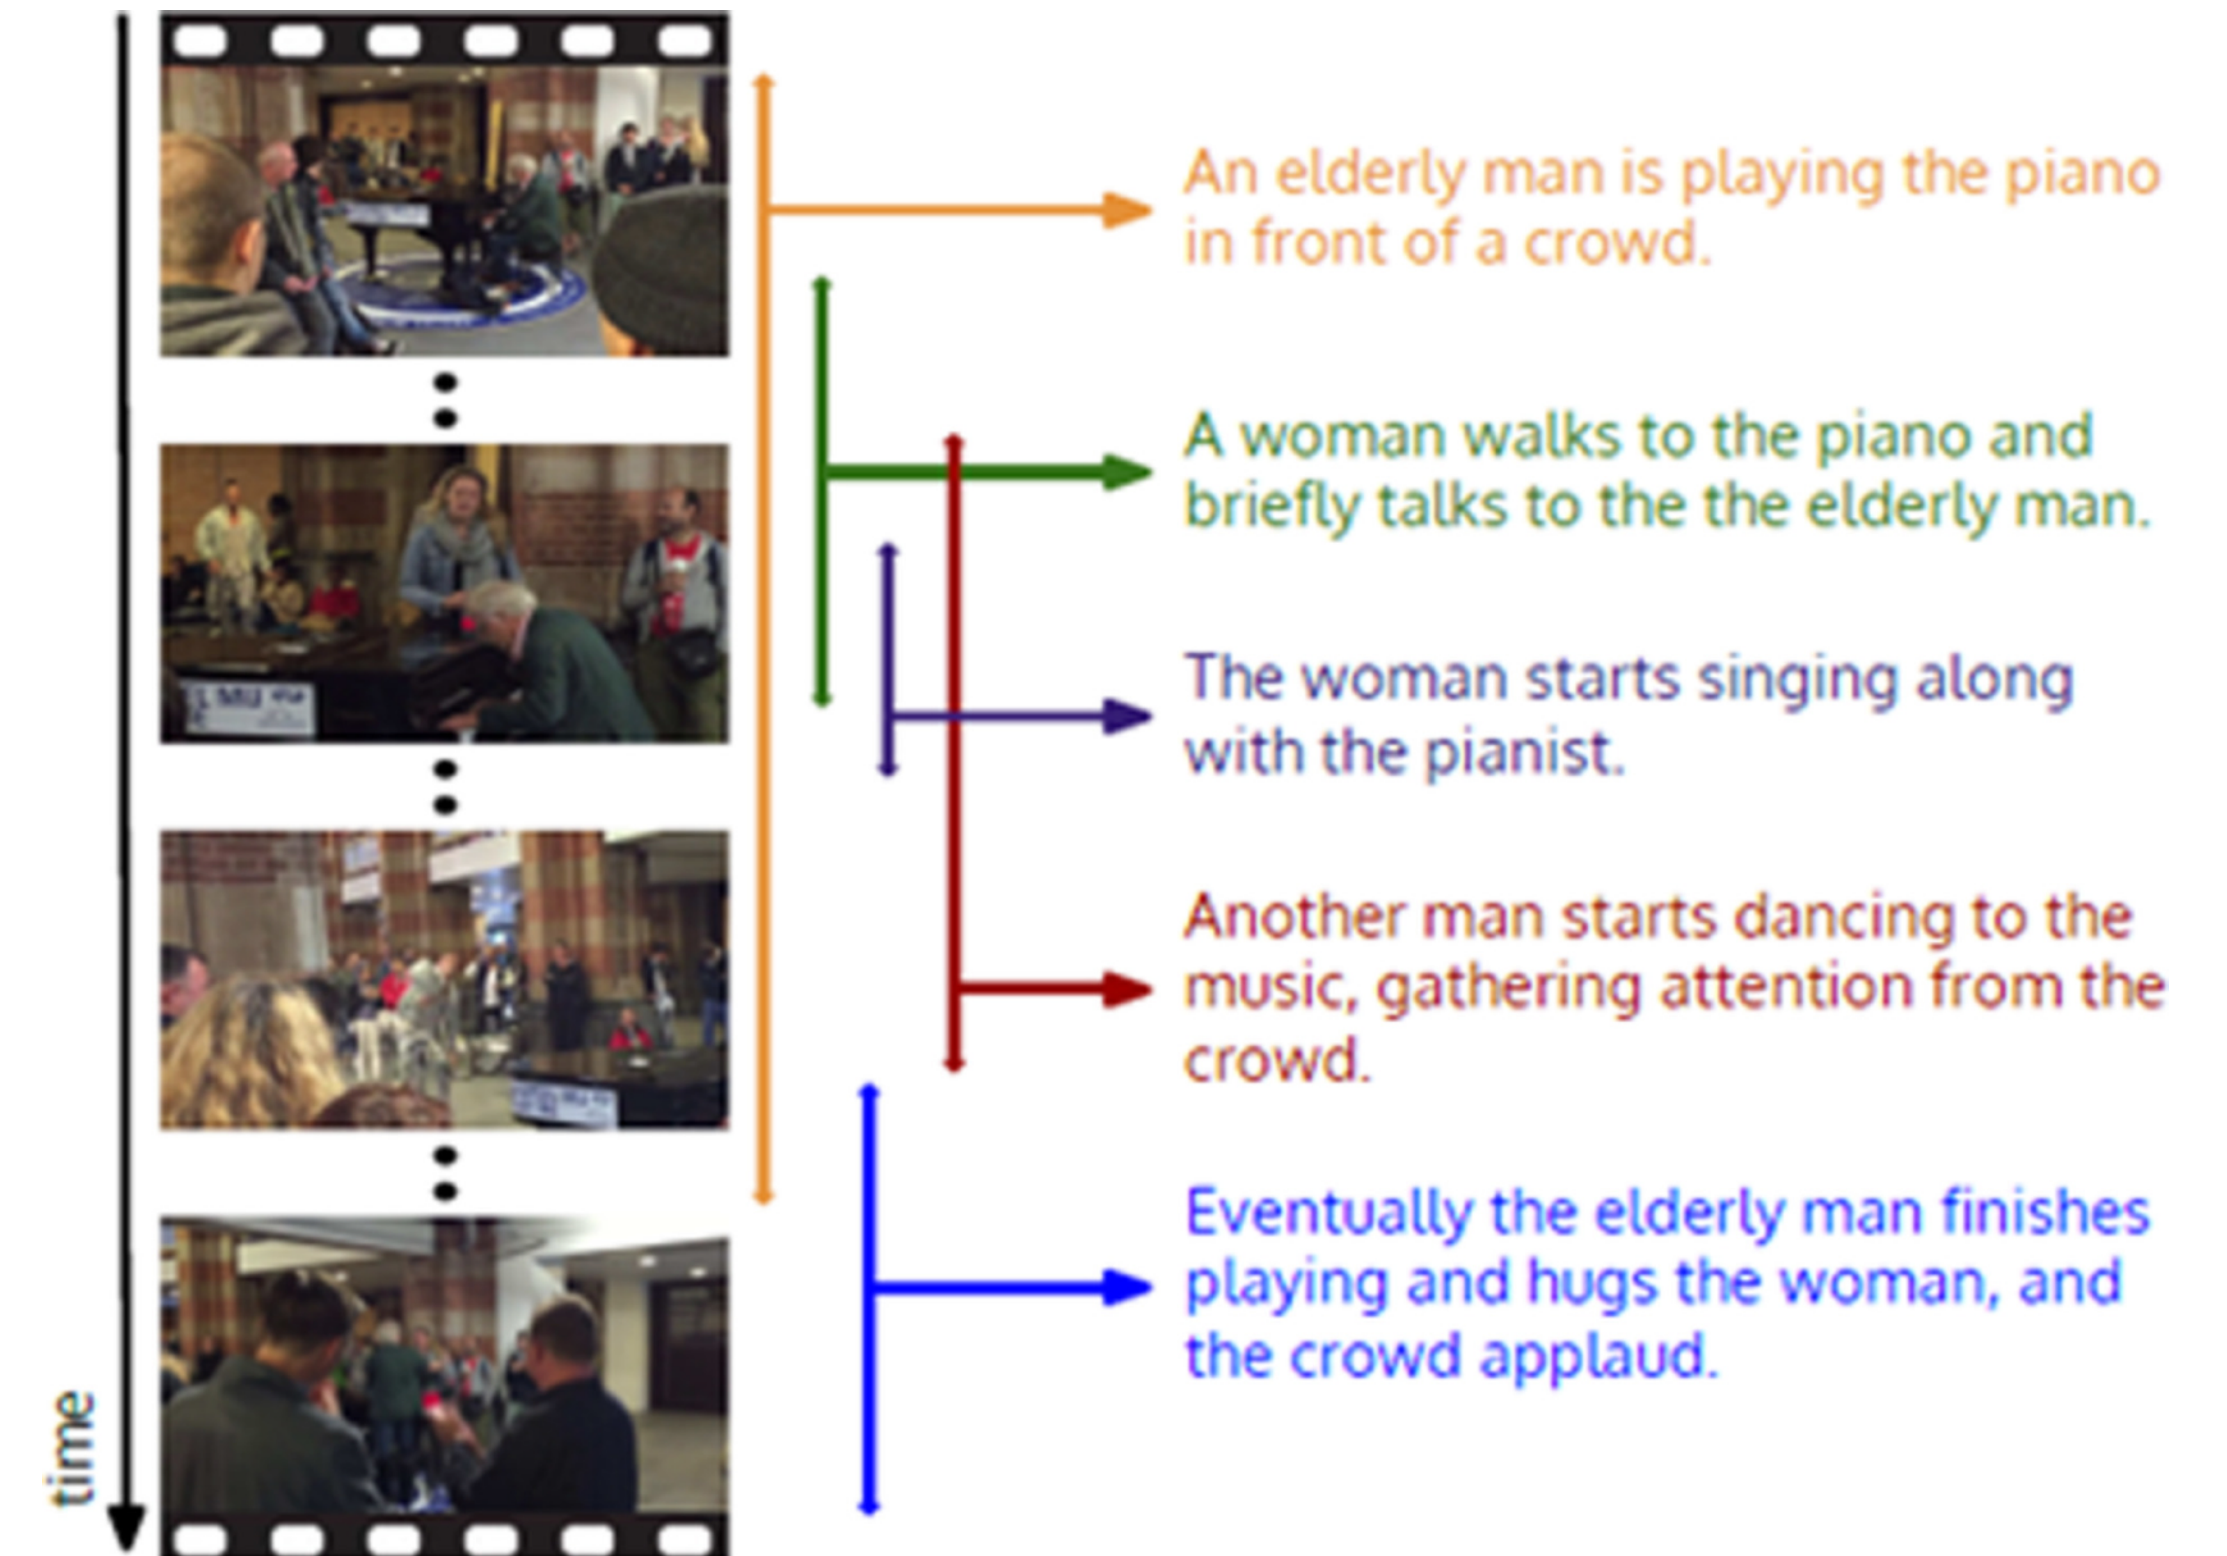 An elderly man is playing the piano
in front of a crowd.
A woman walks to the piano and
briefly talks to the the elderly man.
The woman starts singing along
with the pianist.
Another man starts dancing to the
music, gathering attention from the
crowd.
Eventually the elderly man finishes
playing and hugs the woman, and
the crowd applaud.
time